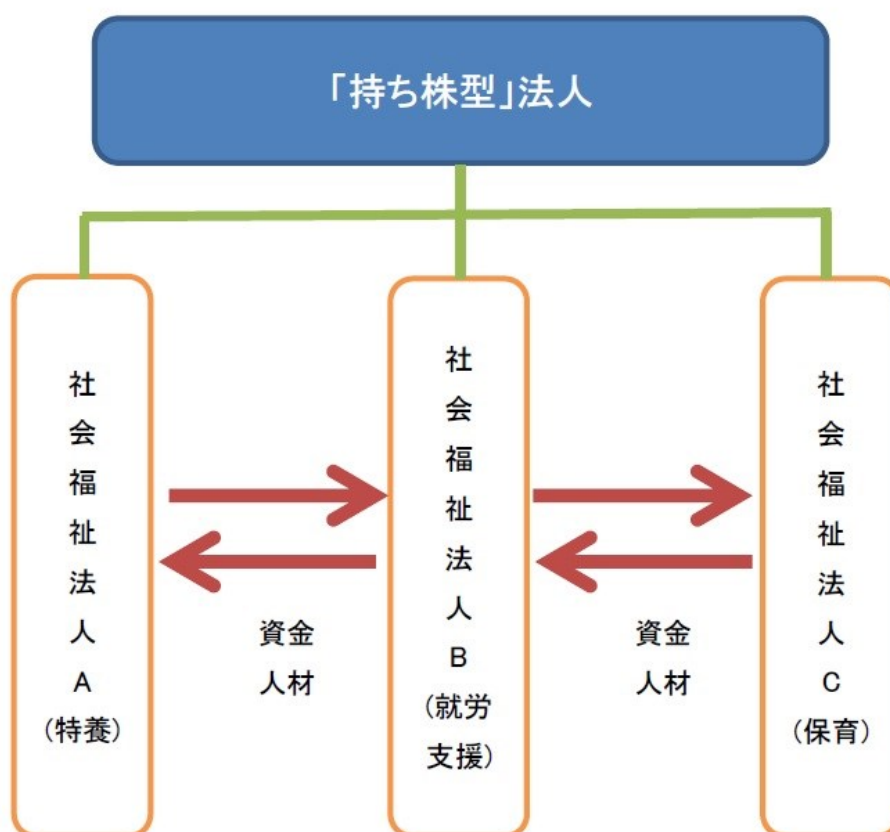 「持ち株型」法人
社会福祉法人A
(特養)
資金
人材
社会福祉法人B
(就労
支援)
資金
人材
社会福祉法人C
(保育)